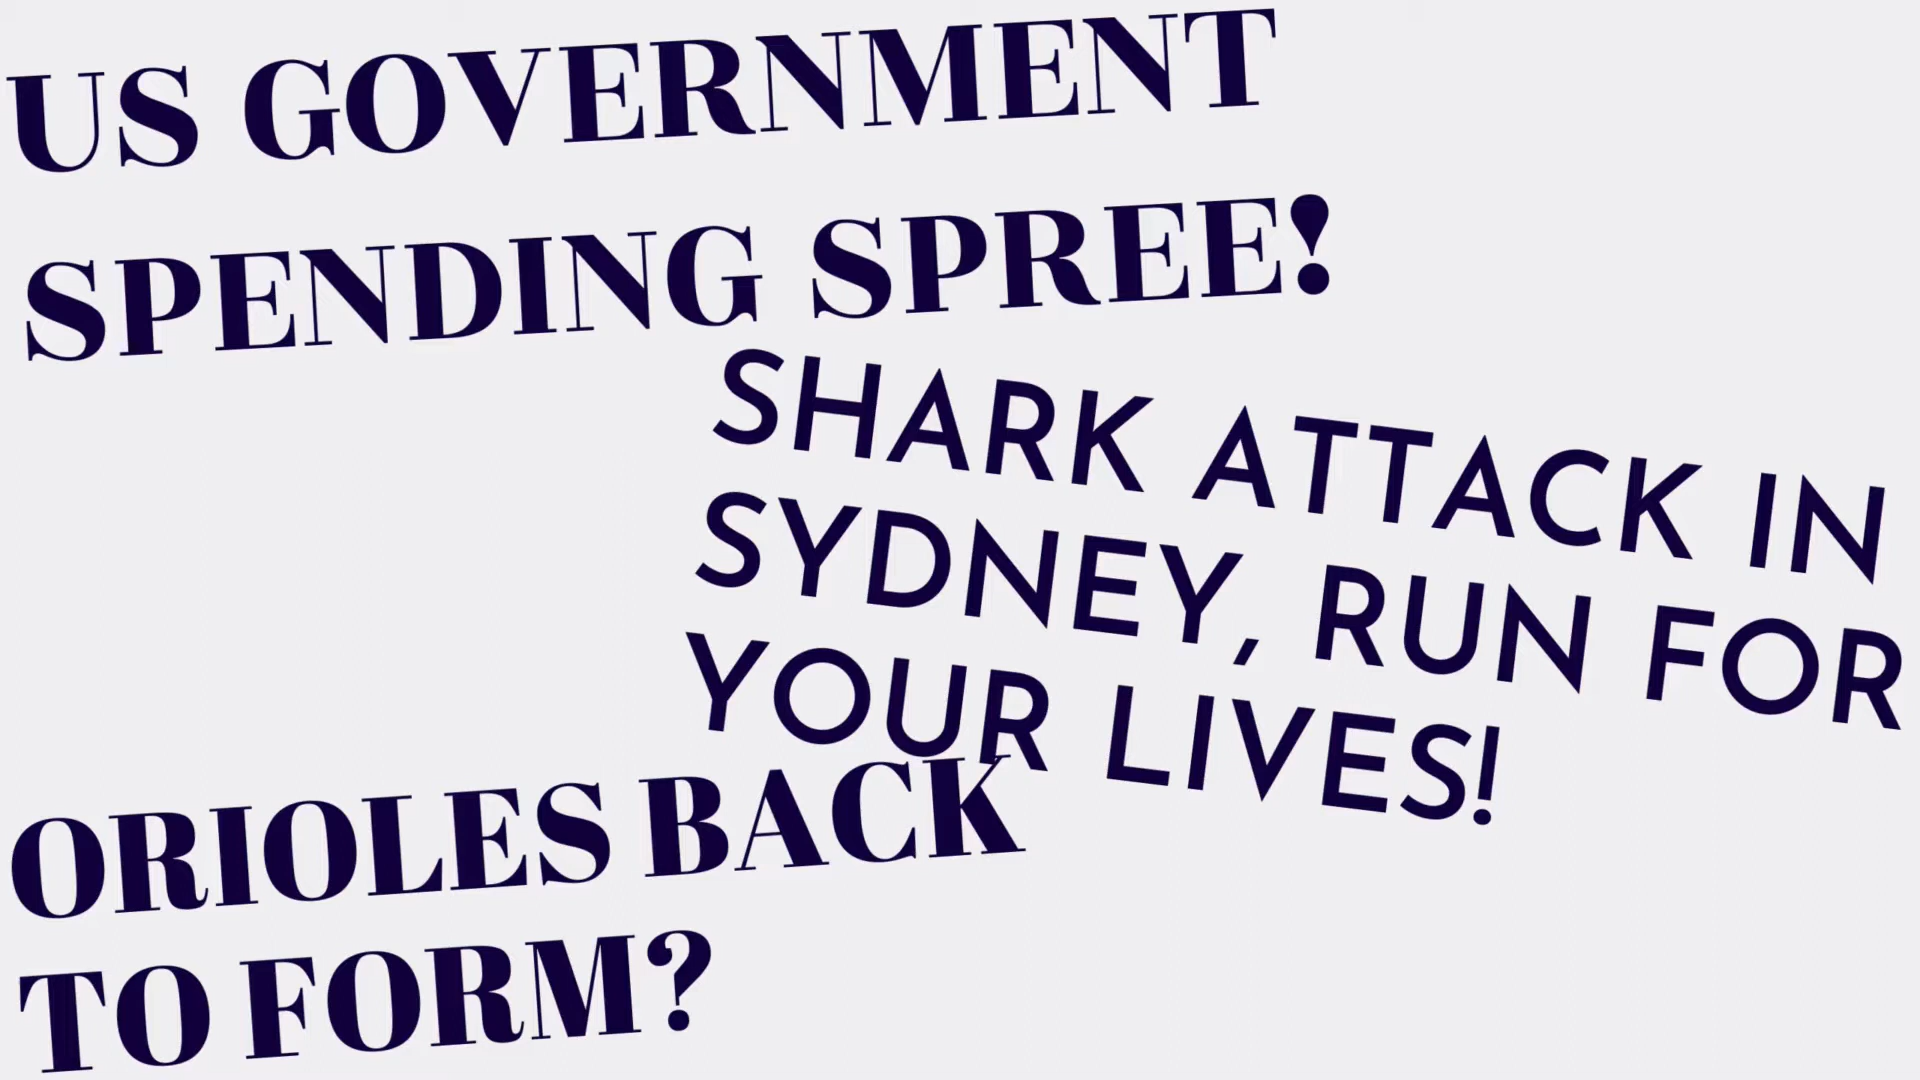 US GOVERNMENT
SPENDING SPREE!
SHARK ATTACK IN
SYDNEY, RUN FOR
YOUR LIVES!
ORIOLES BACK
TO FORM?